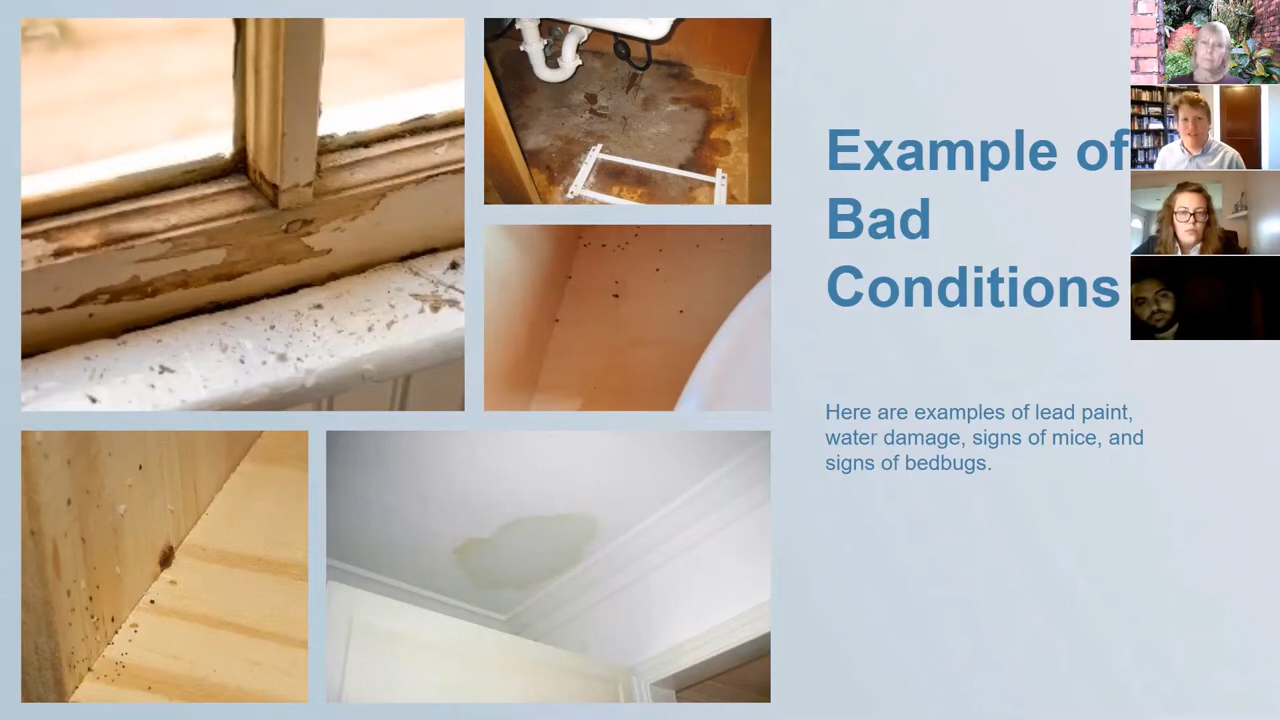 Example of
Bad
Conditions
Here are examples of lead paint,
water damage, signs of mice, and
signs of bedbugs.